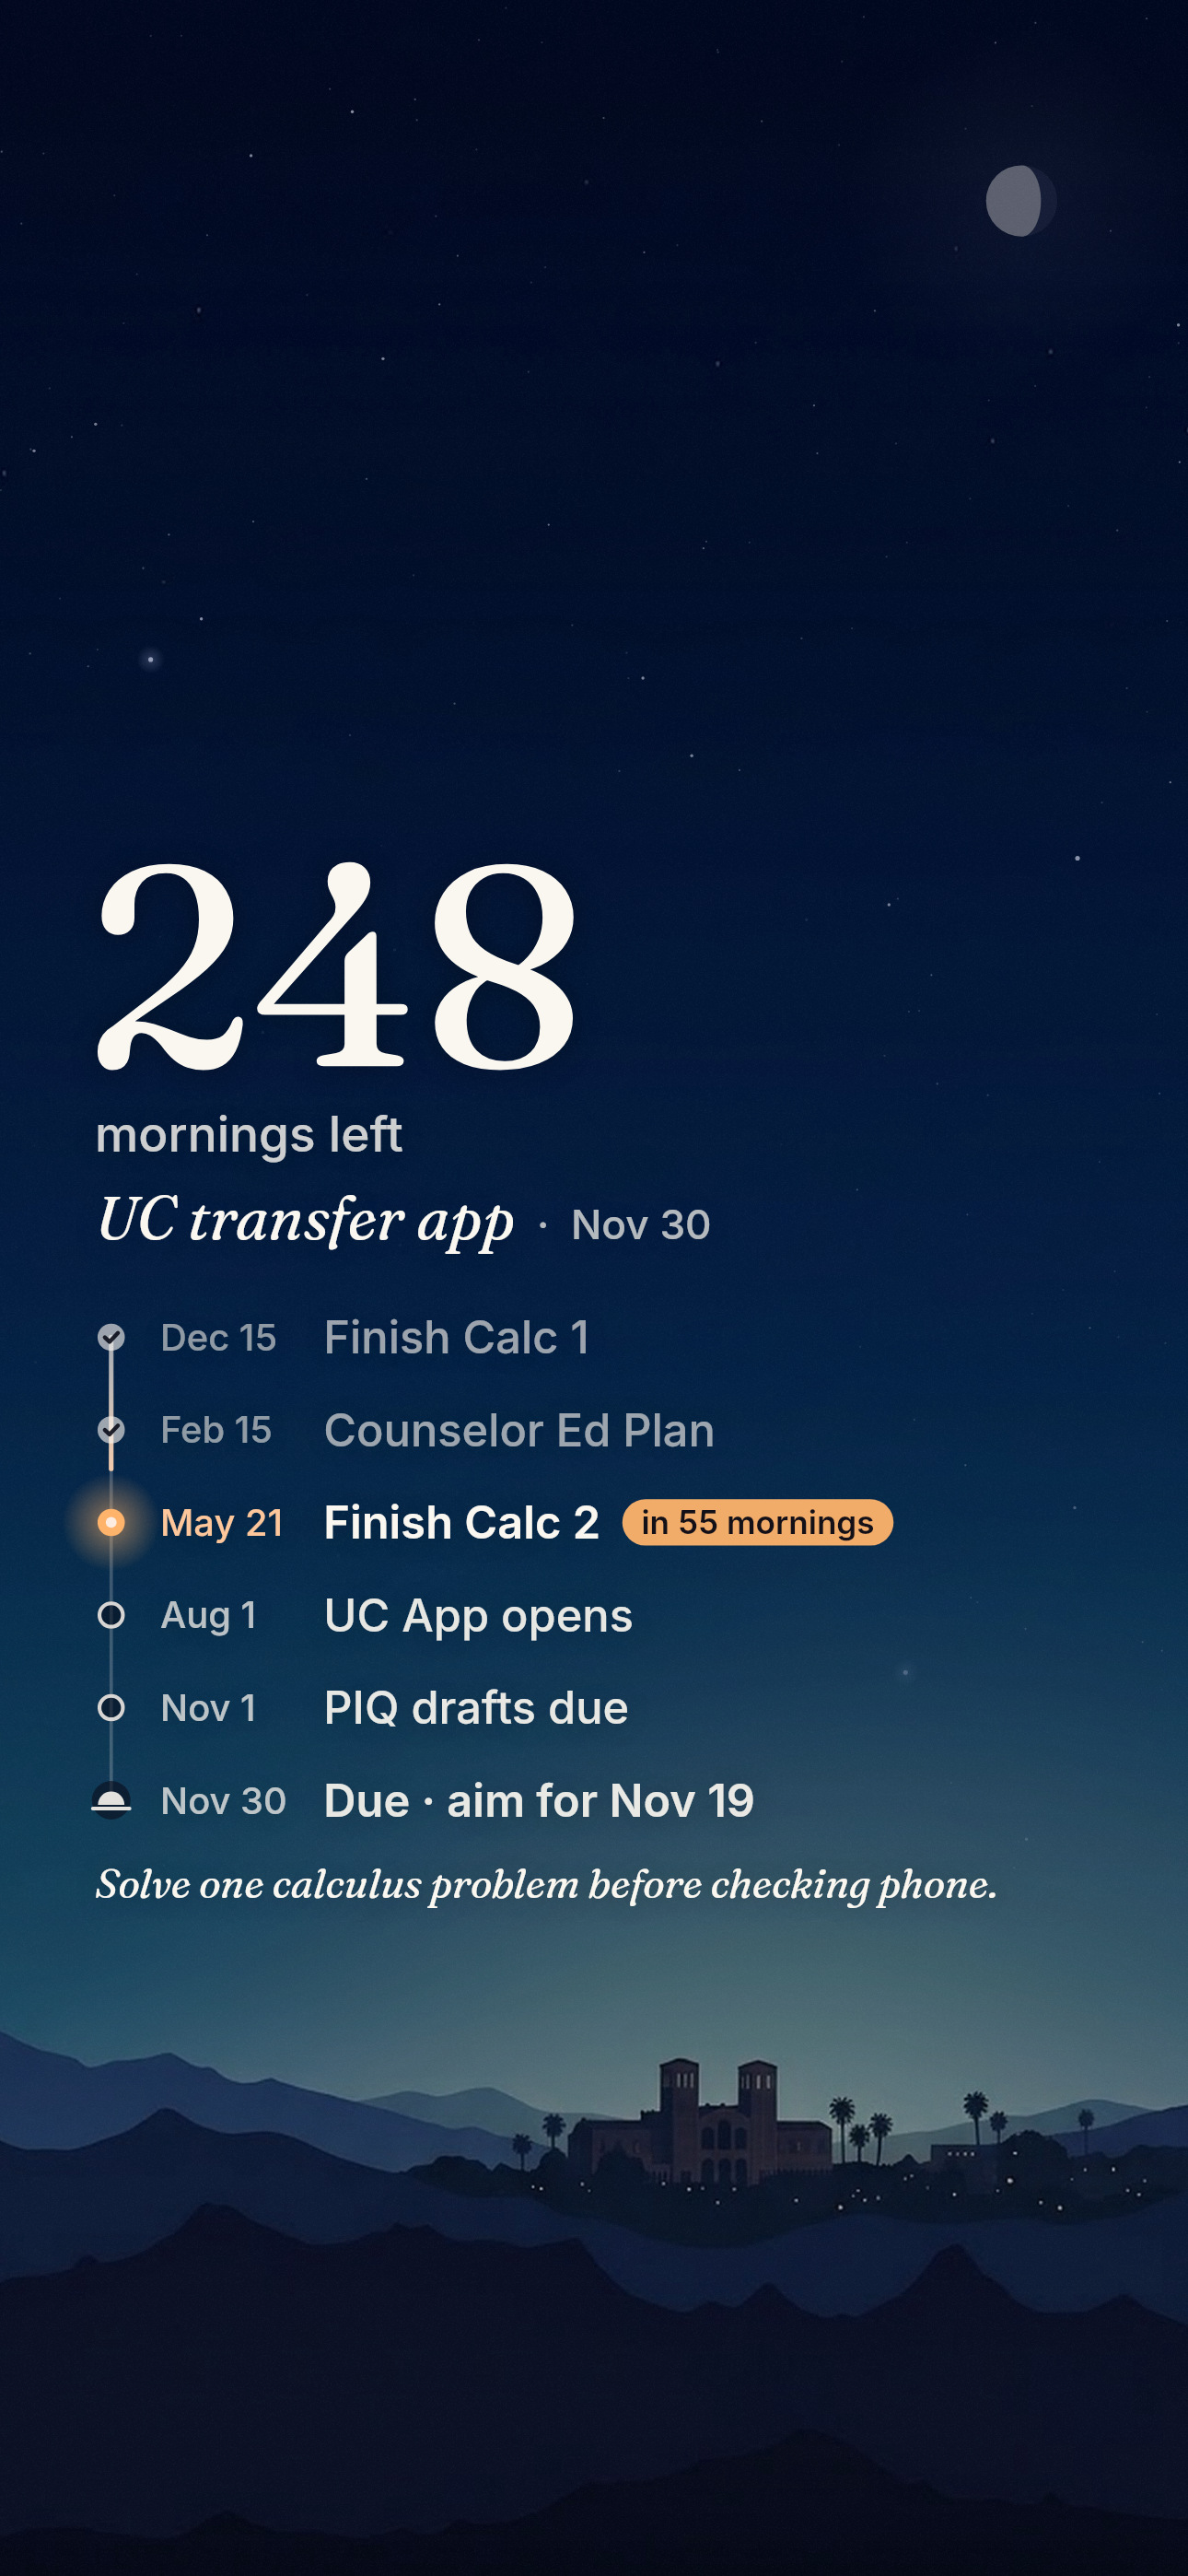 248
mornings left
UC transfer app · Nov 30
Dec 15 Finish Calc 1
Feb 15 Counselor Ed Plan
May 21 Finish Calc 2 in 55 mornings
Aug 1 UC App opens
Nov 1 PIQ drafts due
Nov 30 Due · aim for Nov 19
Solve one calculus problem before checking phone.